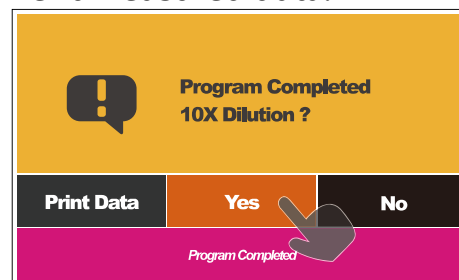 Program Completed
10X Dilution ?
Print Data
Yes
No
Program Completed